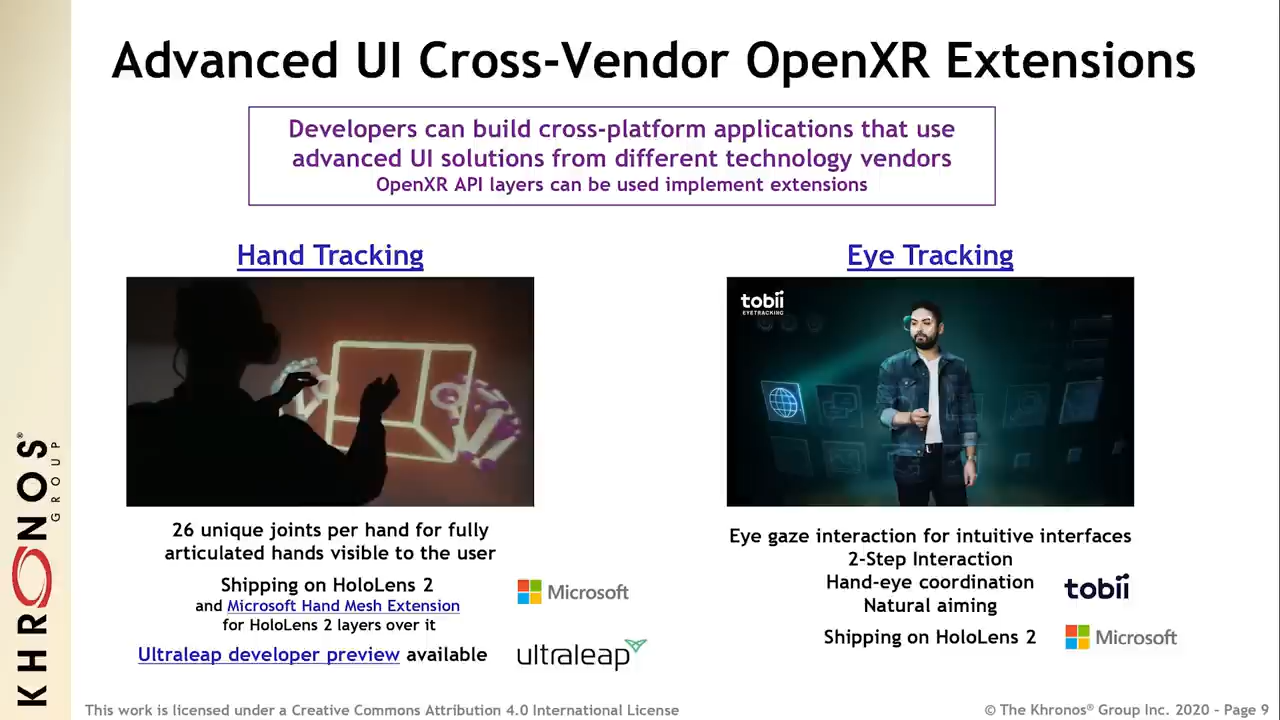 Advanced UI Cross-Vendor OpenXR Extensions
Developers can build cross-platform applications that use
advanced UI solutions from different technology vendors
OpenXR API layers can be used implement extensions
Hand Tracking
26 unique joints per hand for fully
articulated hands visible to the user
Shipping on HoloLens 2
and Microsoft Hand Mesh Extension
for HoloLens 2 layers over it
Microsoft
Ultraleap developer preview available
ultraleap
Eye Tracking
tobii
EYETRACKING
Eye gaze interaction for intuitive interfaces
2-Step Interaction
Hand-eye coordination
Natural aiming
tobii
Shipping on HoloLens 2
Microsoft
KHRONOS®
GROUP
This work is licensed under a Creative Commons Attribution 4.0 International License
© The Khronos® Group Inc. 2020 - Page 9